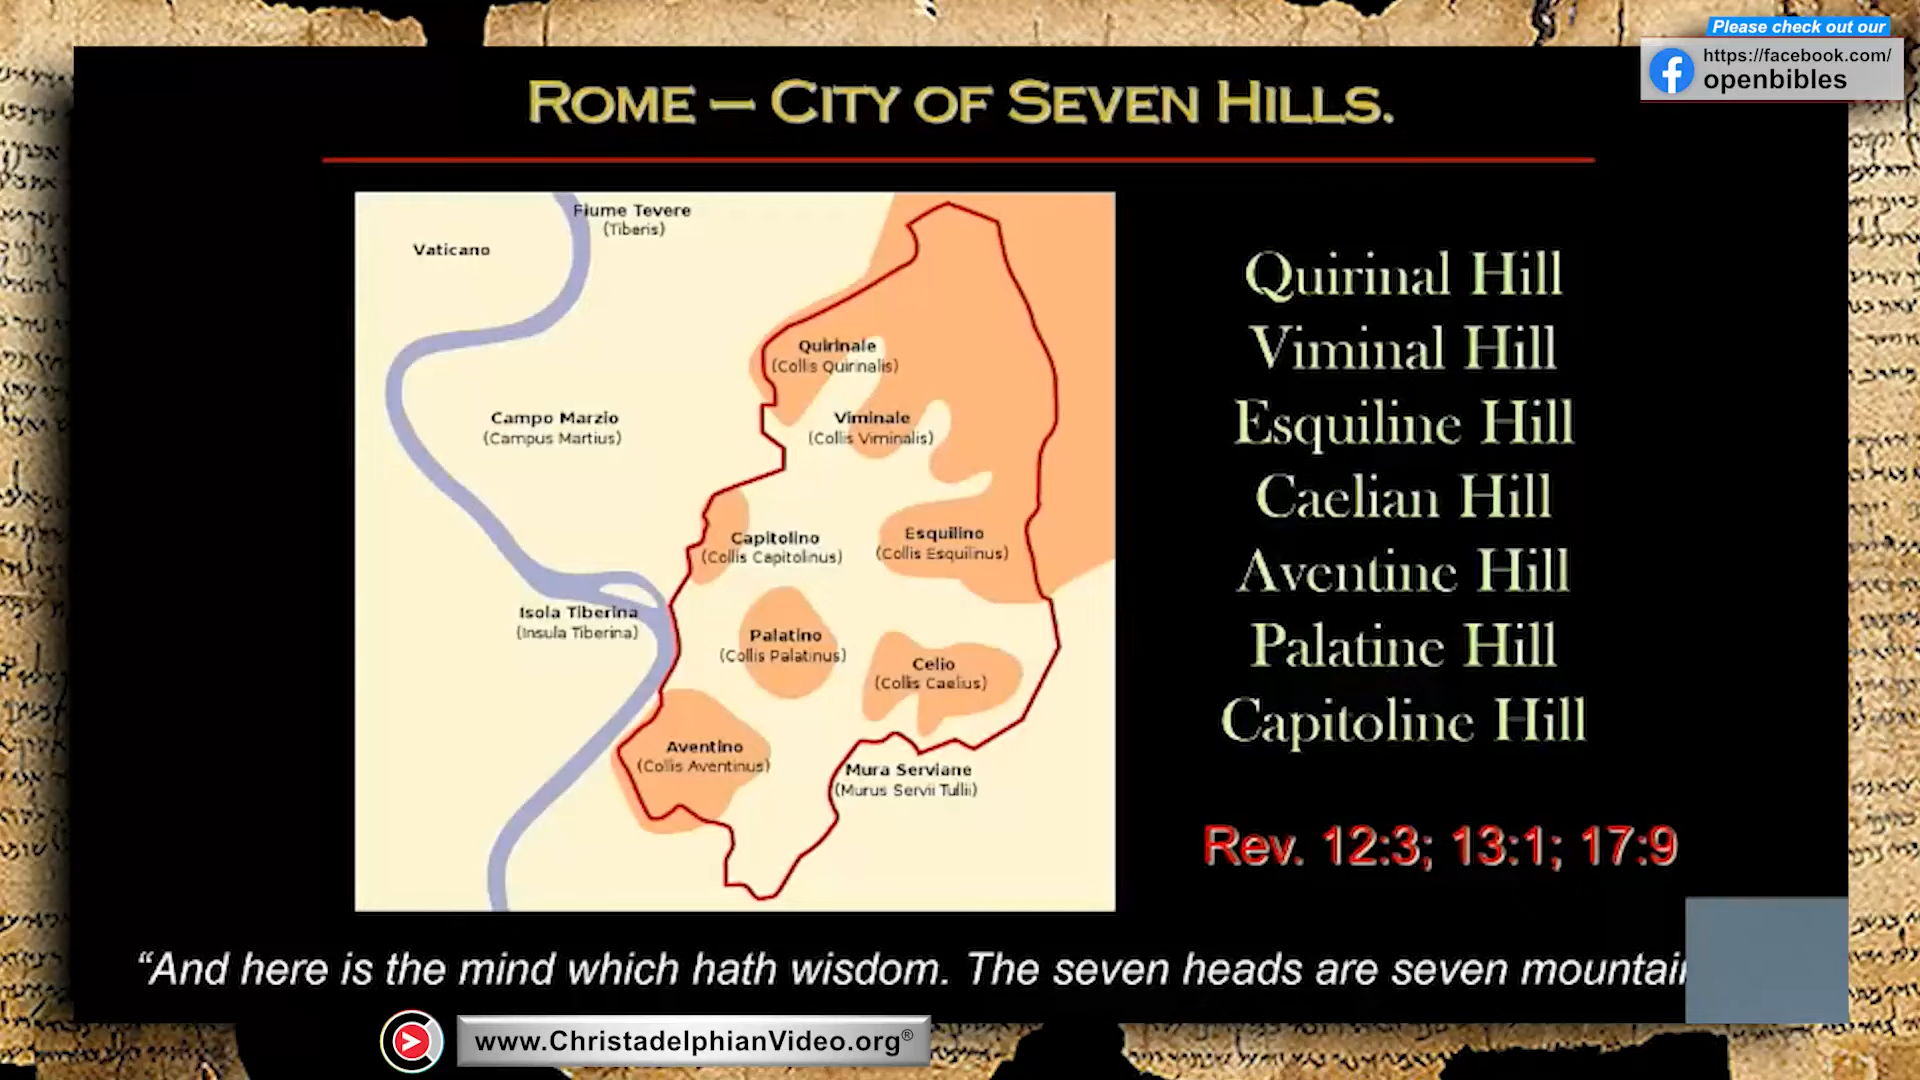 Please check out our
https://facebook.com/
openbibles
ROME – CITY OF SEVEN HILLS.
Fiume Tevere
(Tiberis)
Vaticano
Quirinale
(Collis Quirinalis)
Campo Marzio
(Campus Martius)
Viminale
(Collis Viminalis)
Capitolino
(Collis Capitolinus)
Esquilino
(Collis Esquilinus)
Isola Tiberina
(Insula Tiberina)
Palatino
(Collis Palatinus)
Celio
(Collis Caelius)
Aventino
(Collis Aventinus)
Mura Serviane
(Murus Servii Tullii)
Quirinal Hill
Viminal Hill
Esquiline Hill
Caelian Hill
Aventine Hill
Palatine Hill
Capitoline Hill
Rev. 12:3; 13:1; 17:9
“And here is the mind which hath wisdom. The seven heads are seven mountai
www.ChristadelphianVideo.org®